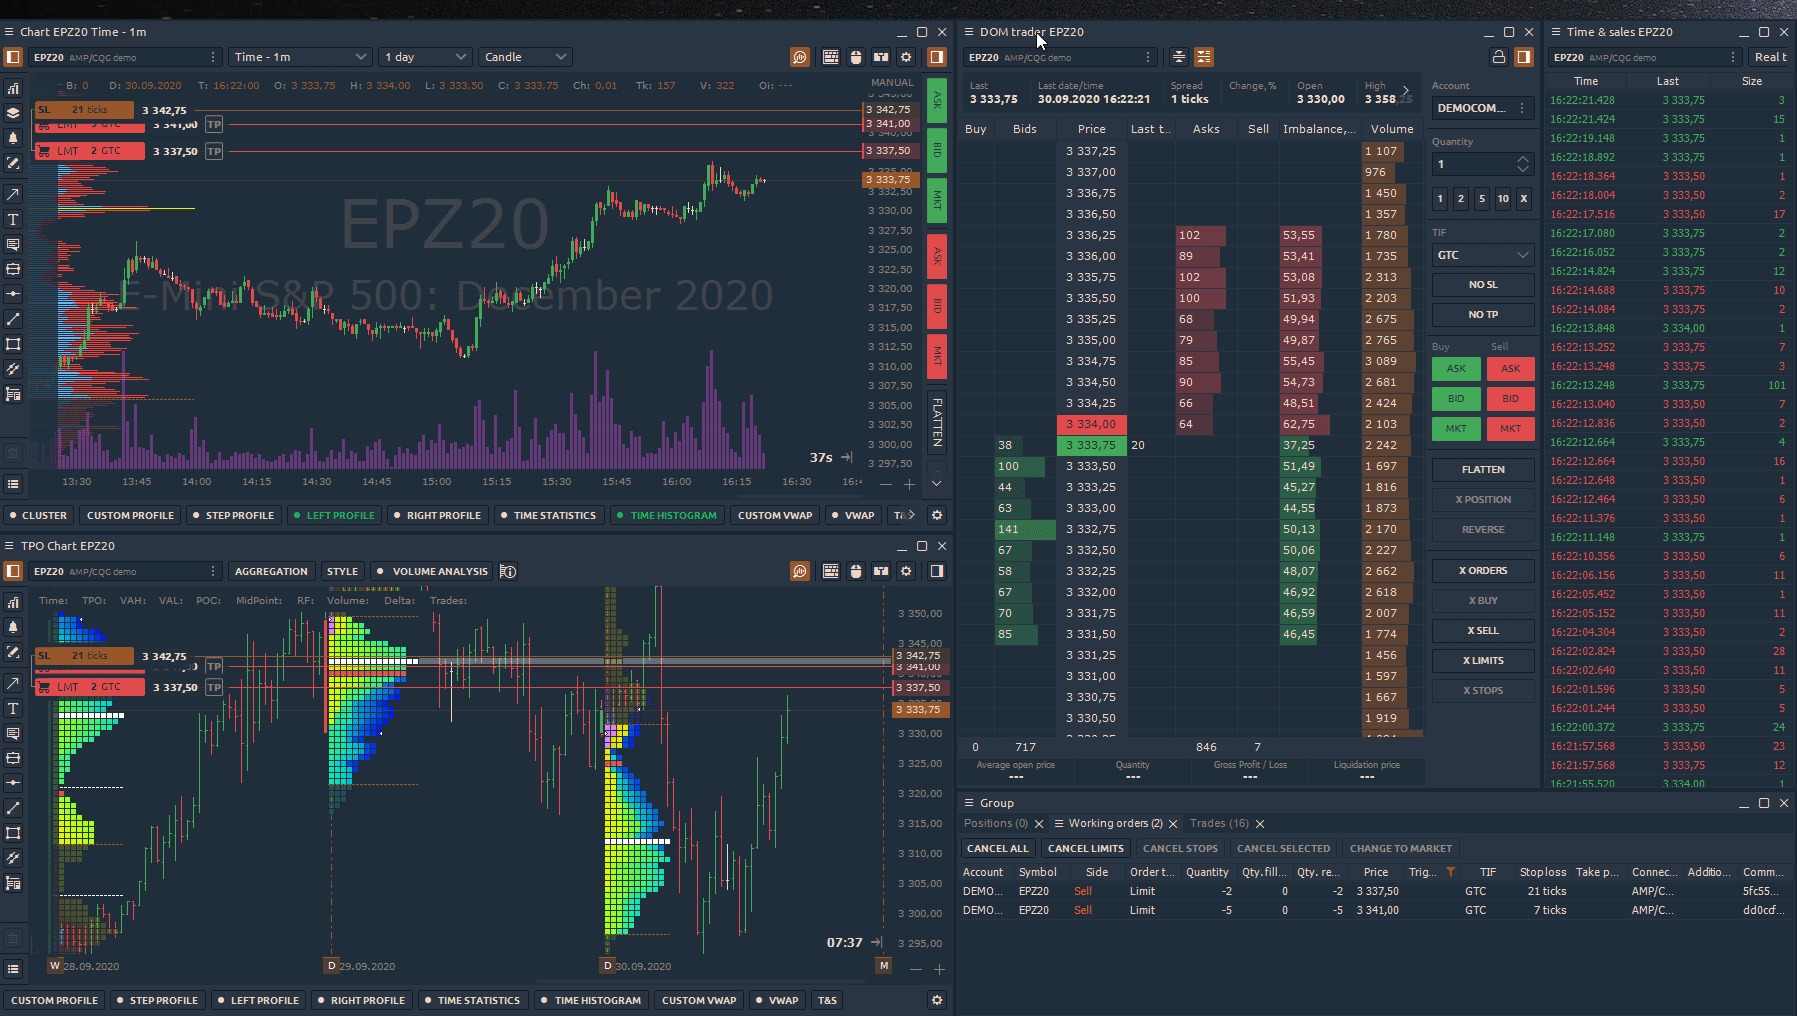 Chart EPZ20 Time - 1m
EPZ20 AMP/CQG demo
Time - 1m
1 day
Candle
B: 0 D: 30.09.2020 T: 16:22:00 O: 3 333,75 H: 3 334,00 L: 3 333,50 C: 3 333,75 Ch: 0,01 Tk: 157 V: 322 Oi: ---
MANUAL
SL 21 ticks 3 342,75
LMT 5 GTC 3 341,00 TP
LMT 2 GTC 3 337,50 TP
EPZ20
E-Mini S&P 500: December 2020
3 342,75
3 341,00
3 340,00
3 337,50
3 333,75
3 332,50
3 330,00
3 327,50
3 325,00
3 322,50
3 320,00
3 317,50
3 315,00
3 312,50
3 310,00
3 307,50
3 305,00
3 302,50
3 300,00
3 297,50
ASK
BID
MKT
ASK
BID
MKT
FLATTEN
37s
13:30 13:45 14:00 14:15 14:30 14:45 15:00 15:15 15:30 15:45 16:00 16:15 16:30 16:4
CLUSTER CUSTOM PROFILE STEP PROFILE LEFT PROFILE RIGHT PROFILE TIME STATISTICS TIME HISTOGRAM CUSTOM VWAP VWAP
TPO Chart EPZ20
EPZ20 AMP/CQG demo
AGGREGATION STYLE VOLUME ANALYSIS
Time: TPO: VAH: VAL: POC: MidPoint: RF: Volume: Delta: Trades:
SL 21 ticks 3 342,75
TP
LMT 2 GTC 3 337,50 TP
3 350,00
3 345,00
3 342,75
3 341,00
3 337,50
3 333,75
3 330,00
3 325,00
3 320,00
3 315,00
3 310,00
3 305,00
3 300,00
3 295,00
07:37
W 28.09.2020 D 29.09.2020 D 30.09.2020 M
CUSTOM PROFILE STEP PROFILE LEFT PROFILE RIGHT PROFILE TIME STATISTICS TIME HISTOGRAM CUSTOM VWAP VWAP T&S
DOM trader EPZ20
EPZ20 AMP/CQG demo
Last Last date/time Spread Change, % Open High
3 333,75 30.09.2020 16:22:21 1 ticks 3 330,00 3 358,25
Buy Bids Price Last t... Asks Sell Imbalance,... Volume
3 337,25 1 107
3 337,00 976
3 336,75 1 450
3 336,50 1 357
3 336,25 102 53,55 1 780
3 336,00 89 53,41 1 735
3 335,75 102 53,08 2 313
3 335,50 100 51,93 2 203
3 335,25 68 49,94 2 675
3 335,00 79 49,87 2 765
3 334,75 85 55,45 3 089
3 334,50 90 54,73 2 681
3 334,25 66 48,51 2 424
3 334,00 64 62,75 2 103
38 3 333,75 20 37,25 2 242
100 3 333,50 51,49 1 697
44 3 333,25 45,27 1 816
63 3 333,00 44,55 1 873
141 3 332,75 50,13 2 170
67 3 332,50 50,06 2 227
58 3 332,25 48,07 2 662
67 3 332,00 46,92 2 618
70 3 331,75 46,59 2 007
85 3 331,50 46,45 1 774
3 331,25 1 456
3 331,00 1 597
3 330,75 1 667
3 330,50 1 919
0 717 846 7
Average open price Quantity Gross Profit / Loss Liquidation price
--- --- --- ---
Account
DEMOCOM...
Quantity
1
1 2 5 10 X
TIF
GTC
NO SL
NO TP
Buy Sell
ASK ASK
BID BID
MKT MKT
FLATTEN
X POSITION
REVERSE
X ORDERS
X BUY
X SELL
X LIMITS
X STOPS
Time & sales EPZ20
EPZ20 AMP/CQG demo Real t
Time Last Size
16:22:21.428 3 333,75 3
16:22:21.424 3 333,75 15
16:22:19.148 3 333,75 1
16:22:18.892 3 333,75 1
16:22:18.364 3 333,50 1
16:22:18.004 3 333,50 2
16:22:17.516 3 333,50 17
16:22:17.080 3 333,75 2
16:22:16.052 3 333,75 2
16:22:14.824 3 333,75 12
16:22:14.688 3 333,50 10
16:22:14.084 3 333,75 2
16:22:13.848 3 334,00 1
16:22:13.252 3 333,75 7
16:22:13.248 3 333,75 3
16:22:13.248 3 333,75 101
16:22:13.040 3 333,50 7
16:22:12.836 3 333,50 2
16:22:12.664 3 333,75 4
16:22:12.664 3 333,50 16
16:22:12.648 3 333,50 1
16:22:12.464 3 333,50 6
16:22:11.376 3 333,50 1
16:22:11.148 3 333,75 1
16:22:10.356 3 333,50 6
16:22:06.156 3 333,50 11
16:22:05.452 3 333,50 1
16:22:05.152 3 333,50 11
16:22:04.304 3 333,50 2
16:22:02.824 3 333,50 28
16:22:02.640 3 333,50 11
16:22:01.596 3 333,50 5
16:22:01.244 3 333,50 5
16:22:00.372 3 333,75 24
16:21:57.568 3 333,50 23
16:21:57.568 3 333,75 12
16:21:55.520 3 334,00 1
Group
Positions (0) Working orders (2) Trades (16)
CANCEL ALL CANCEL LIMITS CANCEL STOPS CANCEL SELECTED CHANGE TO MARKET
Account Symbol Side Order t... Quantity Qty. fill... Qty. re... Price Trig... TIF Stop loss Take p... Connec... Additio... Comm...
DEMO... EPZ20 Sell Limit -2 0 -2 3 337,50 GTC 21 ticks AMP/C... 5fc55...
DEMO... EPZ20 Sell Limit -5 0 -5 3 341,00 GTC 7 ticks AMP/C... dd0cdf...